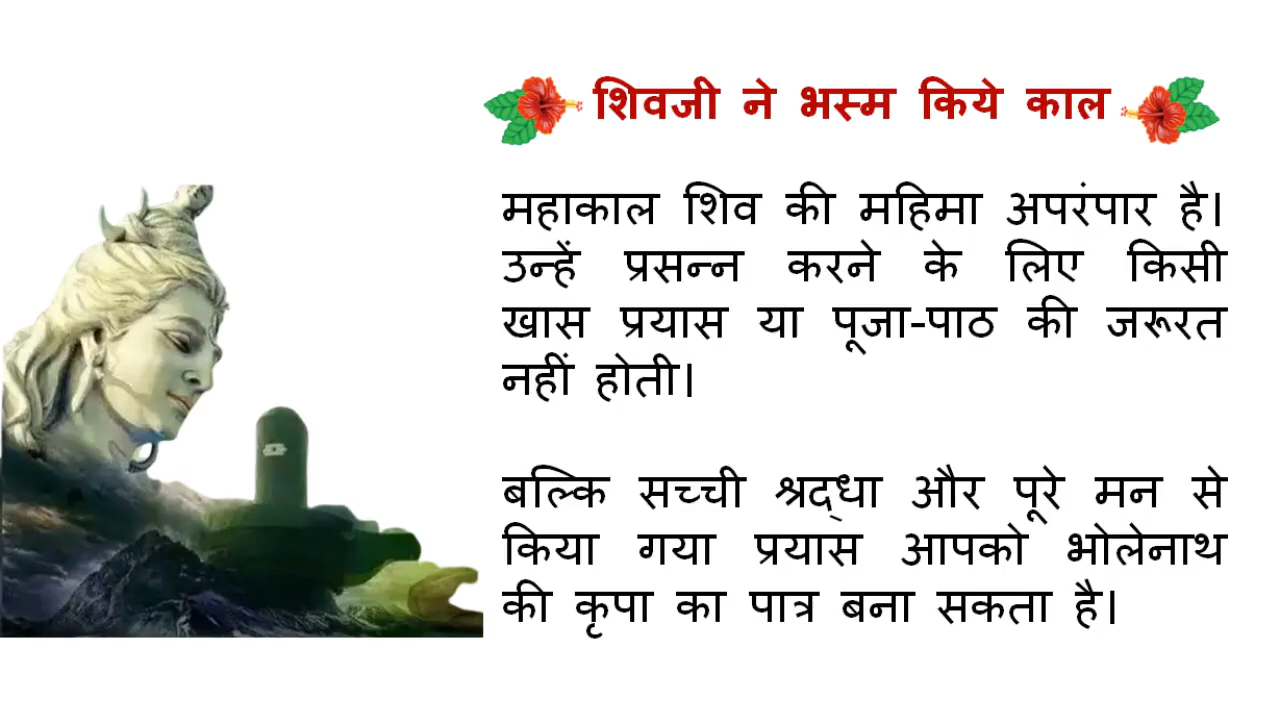 शिवजी ने भस्म किये काल
महाकाल शिव की महिमा अपरंपार है।
उन्हें प्रसन्न करने के लिए किसी
खास प्रयास या पूजा-पाठ की जरूरत
नहीं होती।
बल्कि सच्ची श्रद्धा और पूरे मन से
किया गया प्रयास आपको भोलेनाथ
की कृपा का पात्र बना सकता है।